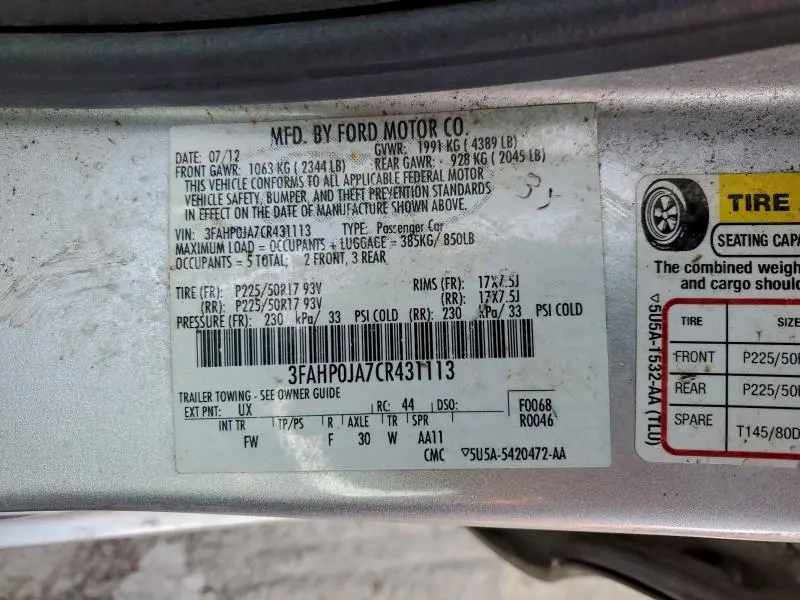 MFD. BY FORD MOTOR CO.
DATE: 07/12 GVWR: 1991 KG ( 4389 LB)
FRONT GAWR: 1063 KG ( 2344 LB) REAR GAWR: 928 KG ( 2045 LB)
THIS VEHICLE CONFORMS TO ALL APPLICABLE FEDERAL MOTOR
VEHICLE SAFETY, BUMPER, AND THEFT PREVENTION STANDARDS
IN EFFECT ON THE DATE OF MANUFACTURE SHOWN ABOVE.
VIN: 3FAHP0JA7CR431113 TYPE: Passenger Car
MAXIMUM LOAD = OCCUPANTS + LUGGAGE = 385KG/ 850LB
OCCUPANTS = 5 TOTAL; 2 FRONT, 3 REAR
TIRE (FR): P225/50R17 93V RIMS (FR): 17X7.5J
(RR): P225/50R17 93V (RR): 17X7.5J
PRESSURE (FR): 230 kPa/ 33 PSI COLD (RR): 230 kPa/ 33 PSI COLD
3FAHP0JA7CR431113
TRAILER TOWING - SEE OWNER GUIDE
EXT PNT: UX RC: 44 DSO: F0068
INT TR TP/PS R AXLE TR SPR R0046
FW F 30 W AA11
CMC ▽5U5A-5420472-AA
TIRE
SEATING CAPA
The combined weigh
and cargo should
▽5U5A-1532-AA (TLU)
TIRE SIZE
FRONT P225/50
REAR P225/50
SPARE T145/80D